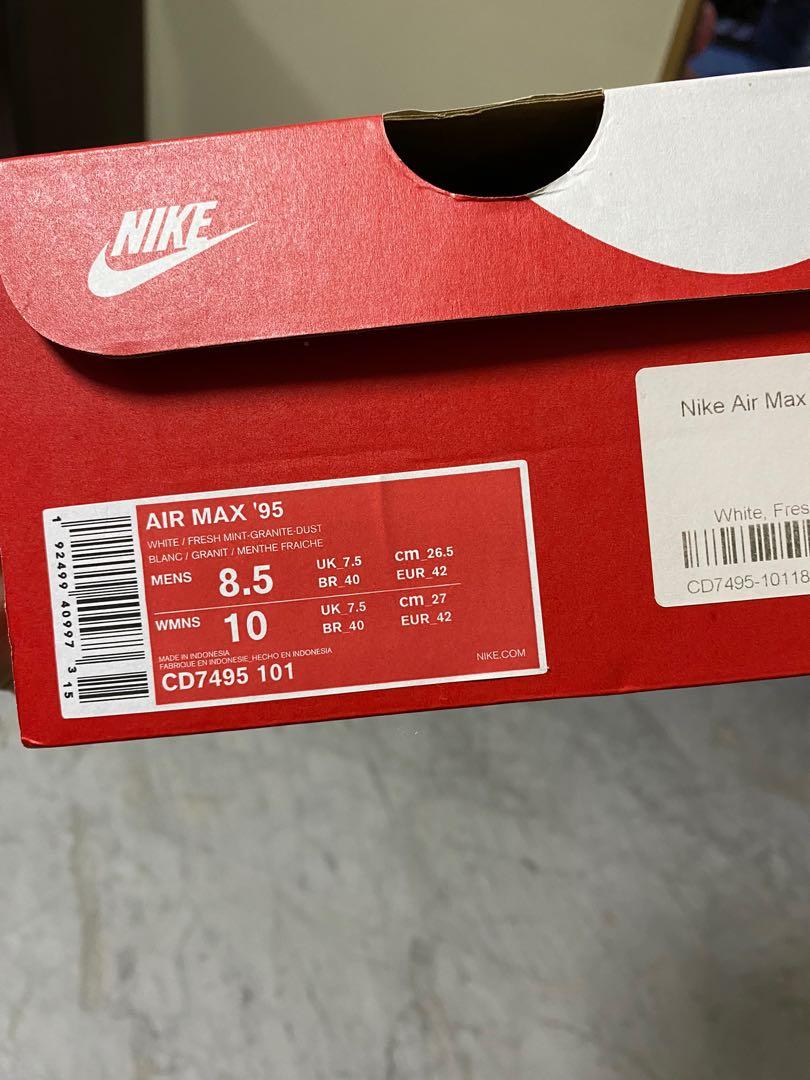 NIKE
Nike Air Max
White, Fres
CD7495-10118
AIR MAX '95
WHITE / FRESH MINT-GRANITE-DUST
BLANC / GRANIT / MENTHE FRAICHE
MENS 8.5 UK_7.5 cm_26.5
BR_40 EUR_42
WMNS 10 UK_7.5 cm_27
BR_40 EUR_42
MADE IN INDONESIA
FABRIQUE EN INDONESIE_HECHO EN INDONESIA
CD7495 101
NIKE.COM
1 92499 40997 3 15